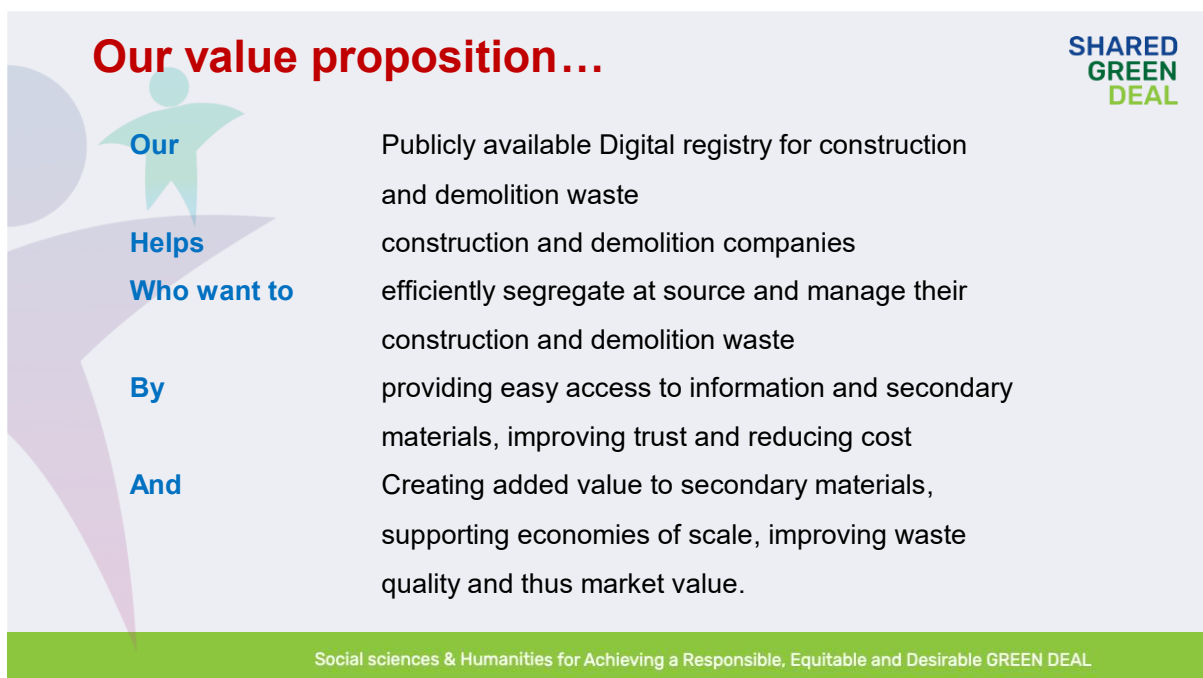 Our value proposition…
SHARED
GREEN
DEAL
Our Publicly available Digital registry for construction
and demolition waste
Helps construction and demolition companies
Who want to efficiently segregate at source and manage their
construction and demolition waste
By providing easy access to information and secondary
materials, improving trust and reducing cost
And Creating added value to secondary materials,
supporting economies of scale, improving waste
quality and thus market value.
Social sciences & Humanities for Achieving a Responsible, Equitable and Desirable GREEN DEAL